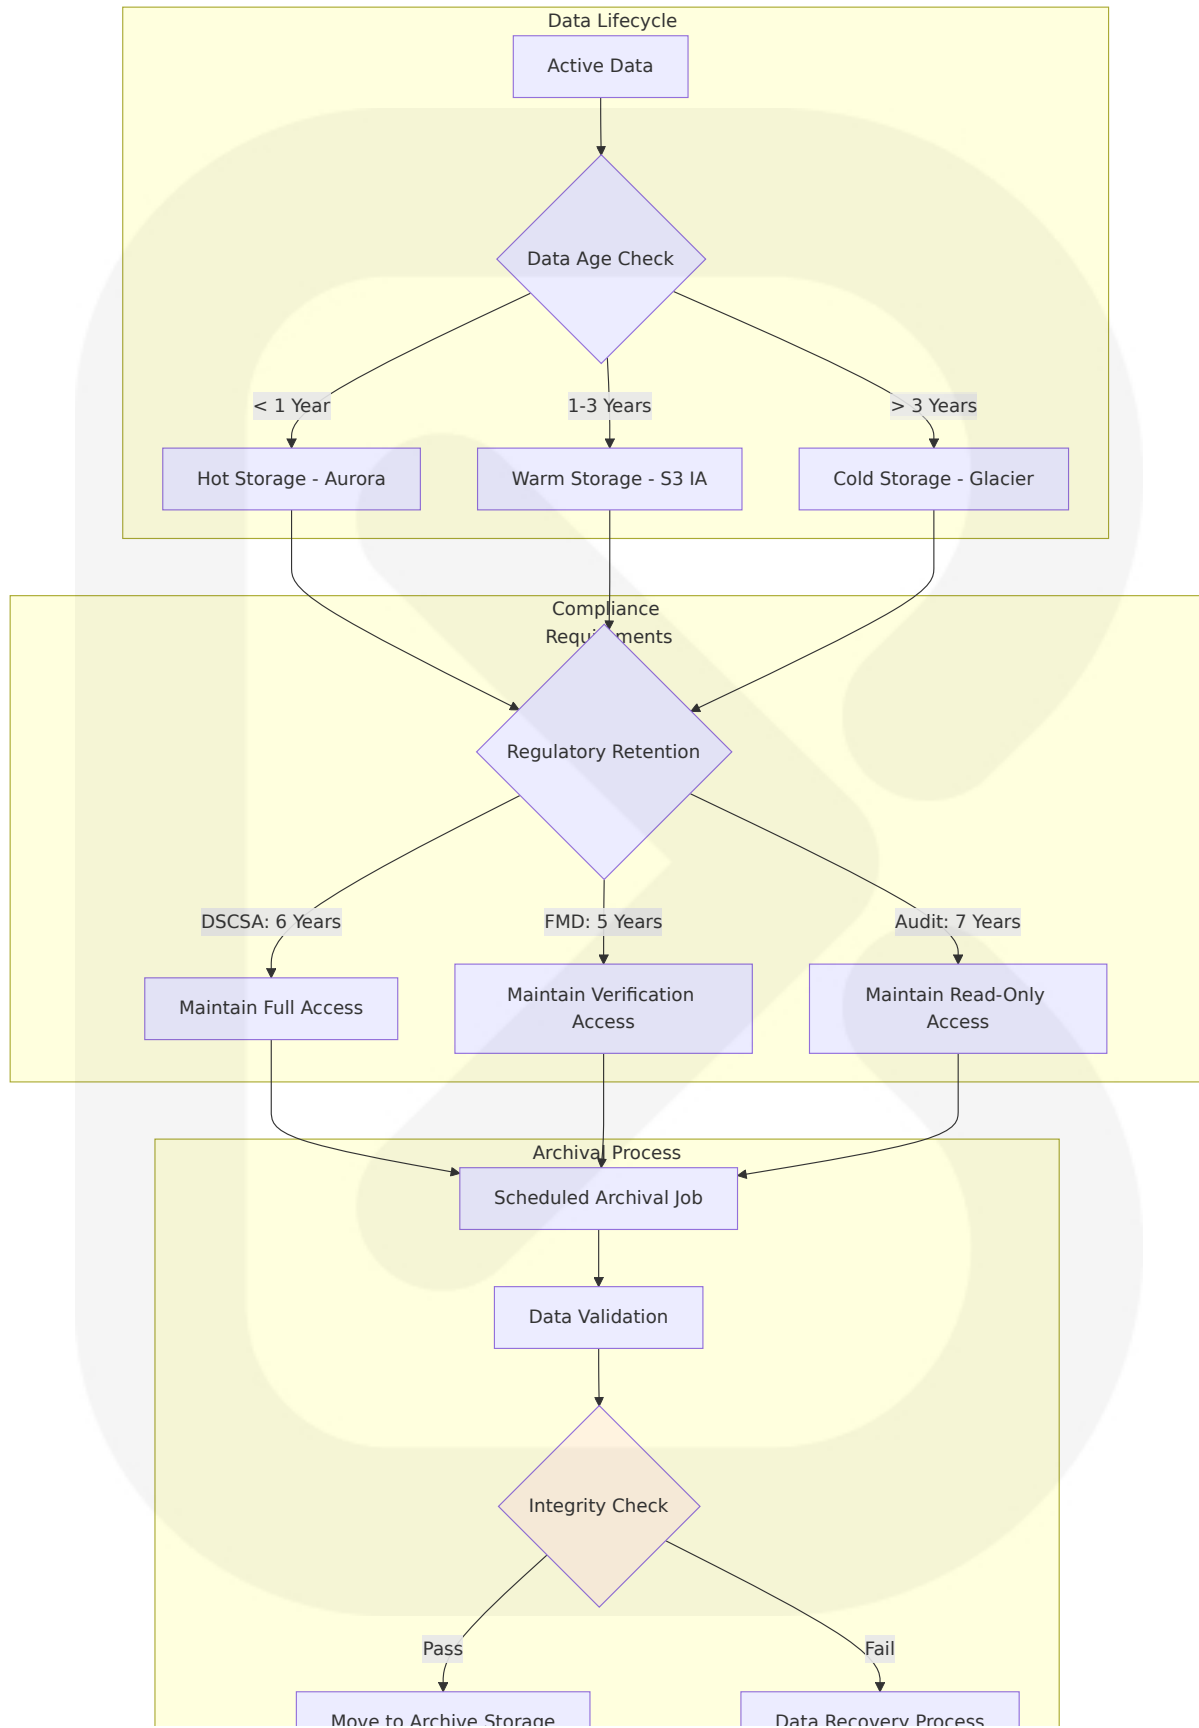 Data Lifecycle
Active Data
Data Age Check
< 1 Year
1-3 Years
> 3 Years
Hot Storage - Aurora
Warm Storage - S3 IA
Cold Storage - Glacier
Compliance
Requirements
Regulatory Retention
DSCSA: 6 Years
FMD: 5 Years
Audit: 7 Years
Maintain Full Access
Maintain Verification
Access
Maintain Read-Only
Access
Archival Process
Scheduled Archival Job
Data Validation
Integrity Check
Pass
Fail
Move to Archive Storage
Data Recovery Process